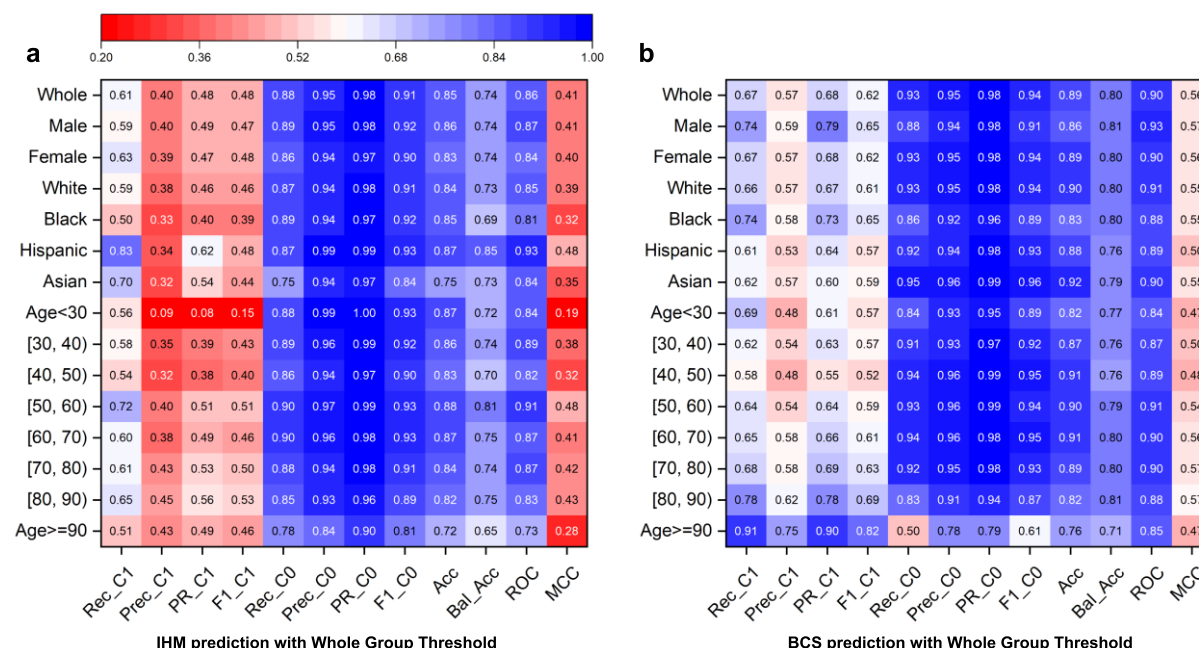 0.20 0.36 0.52 0.68 0.84 1.00
a
Whole 0.61 0.40 0.48 0.48 0.88 0.95 0.98 0.91 0.85 0.74 0.86 0.41
Male 0.59 0.40 0.49 0.47 0.89 0.95 0.98 0.92 0.86 0.74 0.87 0.41
Female 0.63 0.39 0.47 0.48 0.86 0.94 0.97 0.90 0.83 0.74 0.84 0.40
White 0.59 0.38 0.46 0.46 0.87 0.94 0.98 0.91 0.84 0.73 0.85 0.39
Black 0.50 0.33 0.40 0.39 0.89 0.94 0.97 0.92 0.85 0.69 0.81 0.32
Hispanic 0.83 0.34 0.62 0.48 0.87 0.99 0.99 0.93 0.87 0.85 0.93 0.48
Asian 0.70 0.32 0.54 0.44 0.75 0.94 0.97 0.84 0.75 0.73 0.84 0.35
Age<30 0.56 0.09 0.08 0.15 0.88 0.99 1.00 0.93 0.87 0.72 0.84 0.19
[30, 40) 0.58 0.35 0.39 0.43 0.89 0.96 0.99 0.92 0.86 0.74 0.89 0.38
[40, 50) 0.54 0.32 0.38 0.40 0.86 0.94 0.97 0.90 0.83 0.70 0.82 0.32
[50, 60) 0.72 0.40 0.51 0.51 0.90 0.97 0.99 0.93 0.88 0.81 0.91 0.48
[60, 70) 0.60 0.38 0.49 0.46 0.90 0.96 0.98 0.93 0.87 0.75 0.87 0.41
[70, 80) 0.61 0.43 0.53 0.50 0.88 0.94 0.98 0.91 0.84 0.74 0.87 0.42
[80, 90) 0.65 0.45 0.56 0.53 0.85 0.93 0.96 0.89 0.82 0.75 0.83 0.43
Age>=90 0.51 0.43 0.49 0.46 0.78 0.84 0.90 0.81 0.72 0.65 0.73 0.28
Rec_C1 Prec_C1 PR_C1 F1_C1 Rec_C0 Prec_C0 PR_C0 F1_C0 Acc Bal_Acc ROC MCC
IHM prediction with Whole Group Threshold
b
Whole 0.67 0.57 0.68 0.62 0.93 0.95 0.98 0.94 0.89 0.80 0.90
Male 0.74 0.59 0.79 0.65 0.88 0.94 0.98 0.91 0.86 0.81 0.93
Female 0.67 0.57 0.68 0.62 0.93 0.95 0.98 0.94 0.89 0.80 0.90
White 0.66 0.57 0.67 0.61 0.93 0.95 0.98 0.94 0.90 0.80 0.91
Black 0.74 0.58 0.73 0.65 0.86 0.92 0.96 0.89 0.83 0.80 0.88
Hispanic 0.61 0.53 0.64 0.57 0.92 0.94 0.98 0.93 0.88 0.76 0.89
Asian 0.62 0.57 0.60 0.59 0.95 0.96 0.99 0.96 0.92 0.79 0.90
Age<30 0.69 0.48 0.61 0.57 0.84 0.93 0.95 0.89 0.82 0.77 0.84
[30, 40) 0.62 0.54 0.63 0.57 0.91 0.93 0.97 0.92 0.87 0.76 0.87
[40, 50) 0.58 0.48 0.55 0.52 0.94 0.96 0.99 0.95 0.91 0.76 0.89
[50, 60) 0.64 0.54 0.64 0.59 0.93 0.96 0.99 0.94 0.90 0.79 0.91
[60, 70) 0.65 0.58 0.66 0.61 0.94 0.96 0.98 0.95 0.91 0.80 0.90
[70, 80) 0.68 0.58 0.69 0.63 0.92 0.95 0.98 0.93 0.89 0.80 0.90
[80, 90) 0.78 0.62 0.78 0.69 0.83 0.91 0.94 0.87 0.82 0.81 0.88
Age>=90 0.91 0.75 0.90 0.82 0.50 0.78 0.79 0.61 0.76 0.71 0.85
Rec_C1 Prec_C1 PR_C1 F1_C1 Rec_C0 Prec_C0 PR_C0 F1_C0 Acc Bal_Acc ROC MCC
BCS prediction with Whole Group Threshold